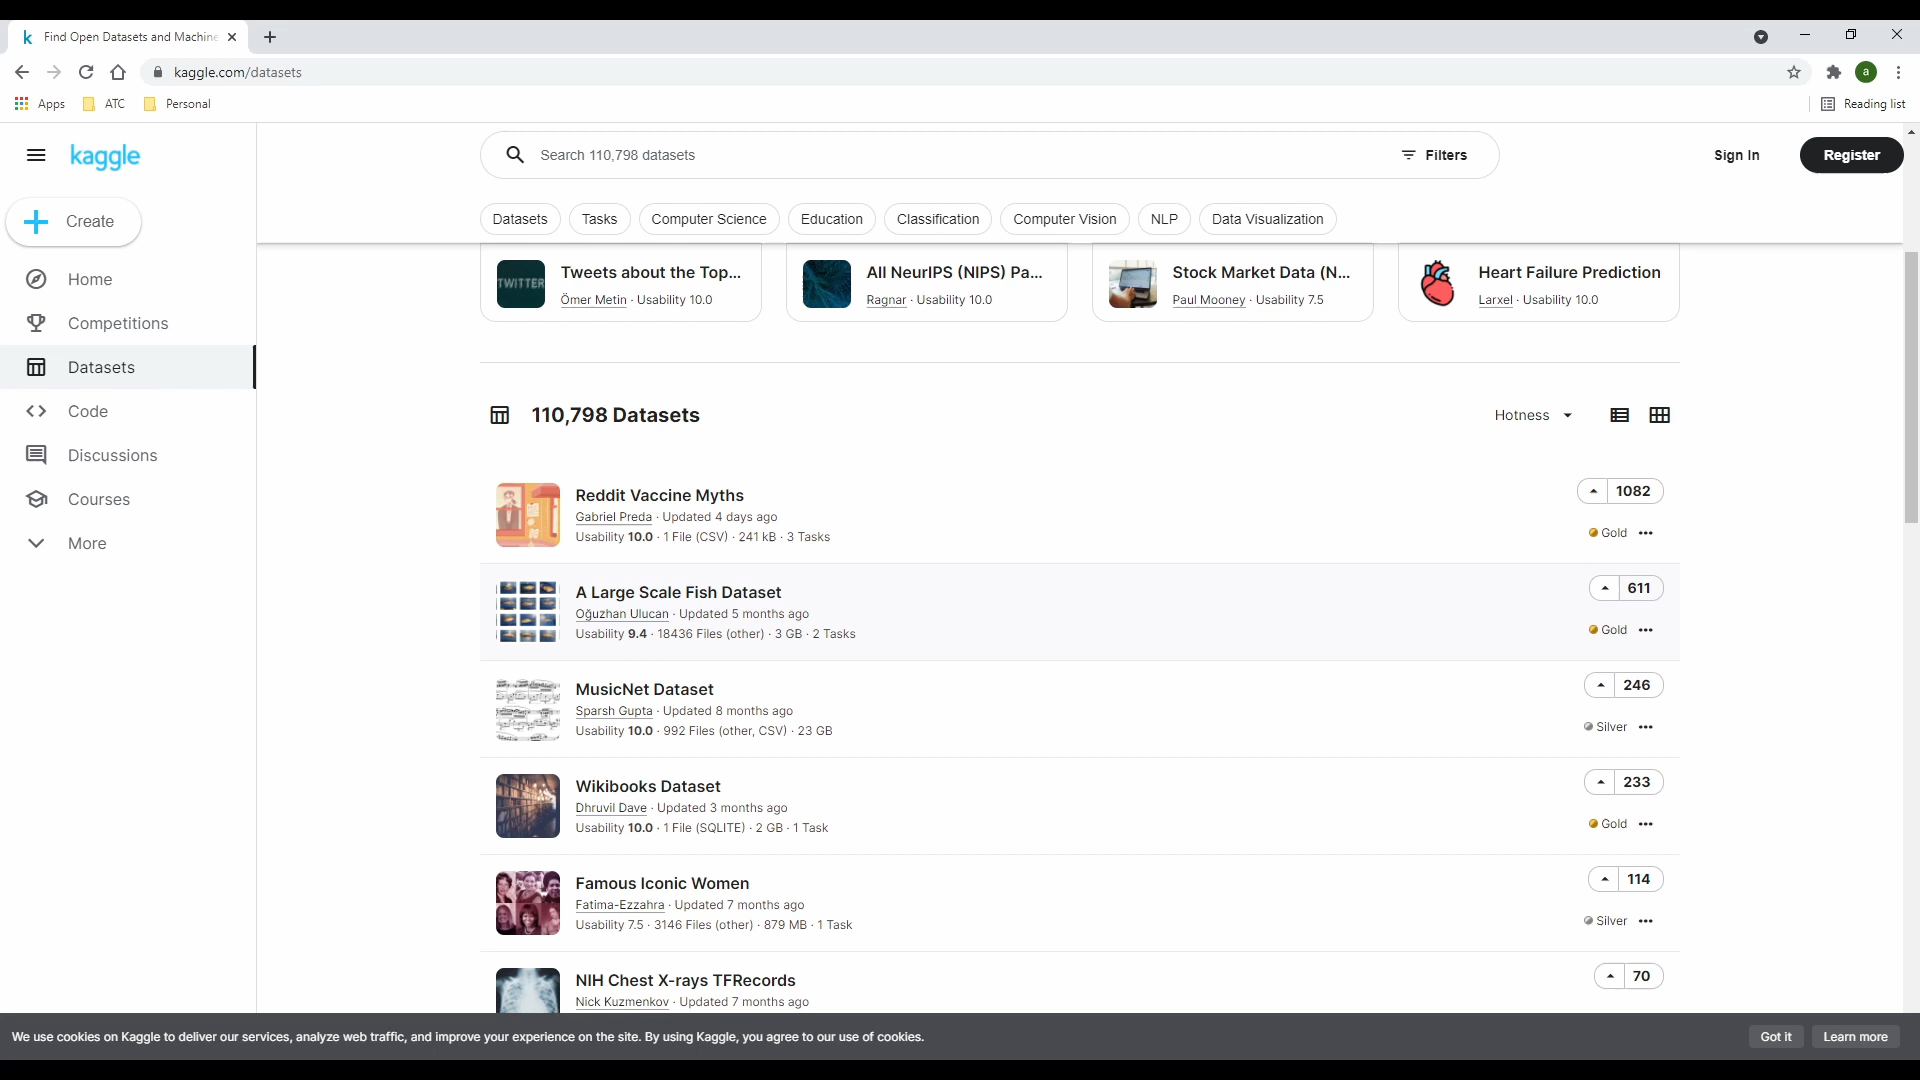 Find Open Datasets and Machine
kaggle.com/datasets
Apps ATC Personal
Reading list
kaggle
Search 110,798 datasets
Filters
Sign In
Register
Create
Datasets Tasks Computer Science Education Classification Computer Vision NLP Data Visualization
Home
Competitions
Datasets
Code
Discussions
Courses
More
TWITTER
Tweets about the Top...
Ömer Metin · Usability 10.0
All NeurIPS (NIPS) Pa...
Ragnar · Usability 10.0
Stock Market Data (N...
Paul Mooney · Usability 7.5
Heart Failure Prediction
Larxel · Usability 10.0
110,798 Datasets
Hotness
Reddit Vaccine Myths
Gabriel Preda · Updated 4 days ago
Usability 10.0 · 1 File (CSV) · 241 kB · 3 Tasks
1082
Gold
A Large Scale Fish Dataset
Oğuzhan Ulucan · Updated 5 months ago
Usability 9.4 · 18436 Files (other) · 3 GB · 2 Tasks
611
Gold
MusicNet Dataset
Sparsh Gupta · Updated 8 months ago
Usability 10.0 · 992 Files (other, CSV) · 23 GB
246
Silver
Wikibooks Dataset
Dhruvil Dave · Updated 3 months ago
Usability 10.0 · 1 File (SQLITE) · 2 GB · 1 Task
233
Gold
Famous Iconic Women
Fatima-Ezzahra · Updated 7 months ago
Usability 7.5 · 3146 Files (other) · 879 MB · 1 Task
114
Silver
NIH Chest X-rays TFRecords
Nick Kuzmenkov · Updated 7 months ago
70
We use cookies on Kaggle to deliver our services, analyze web traffic, and improve your experience on the site. By using Kaggle, you agree to our use of cookies.
Got it
Learn more